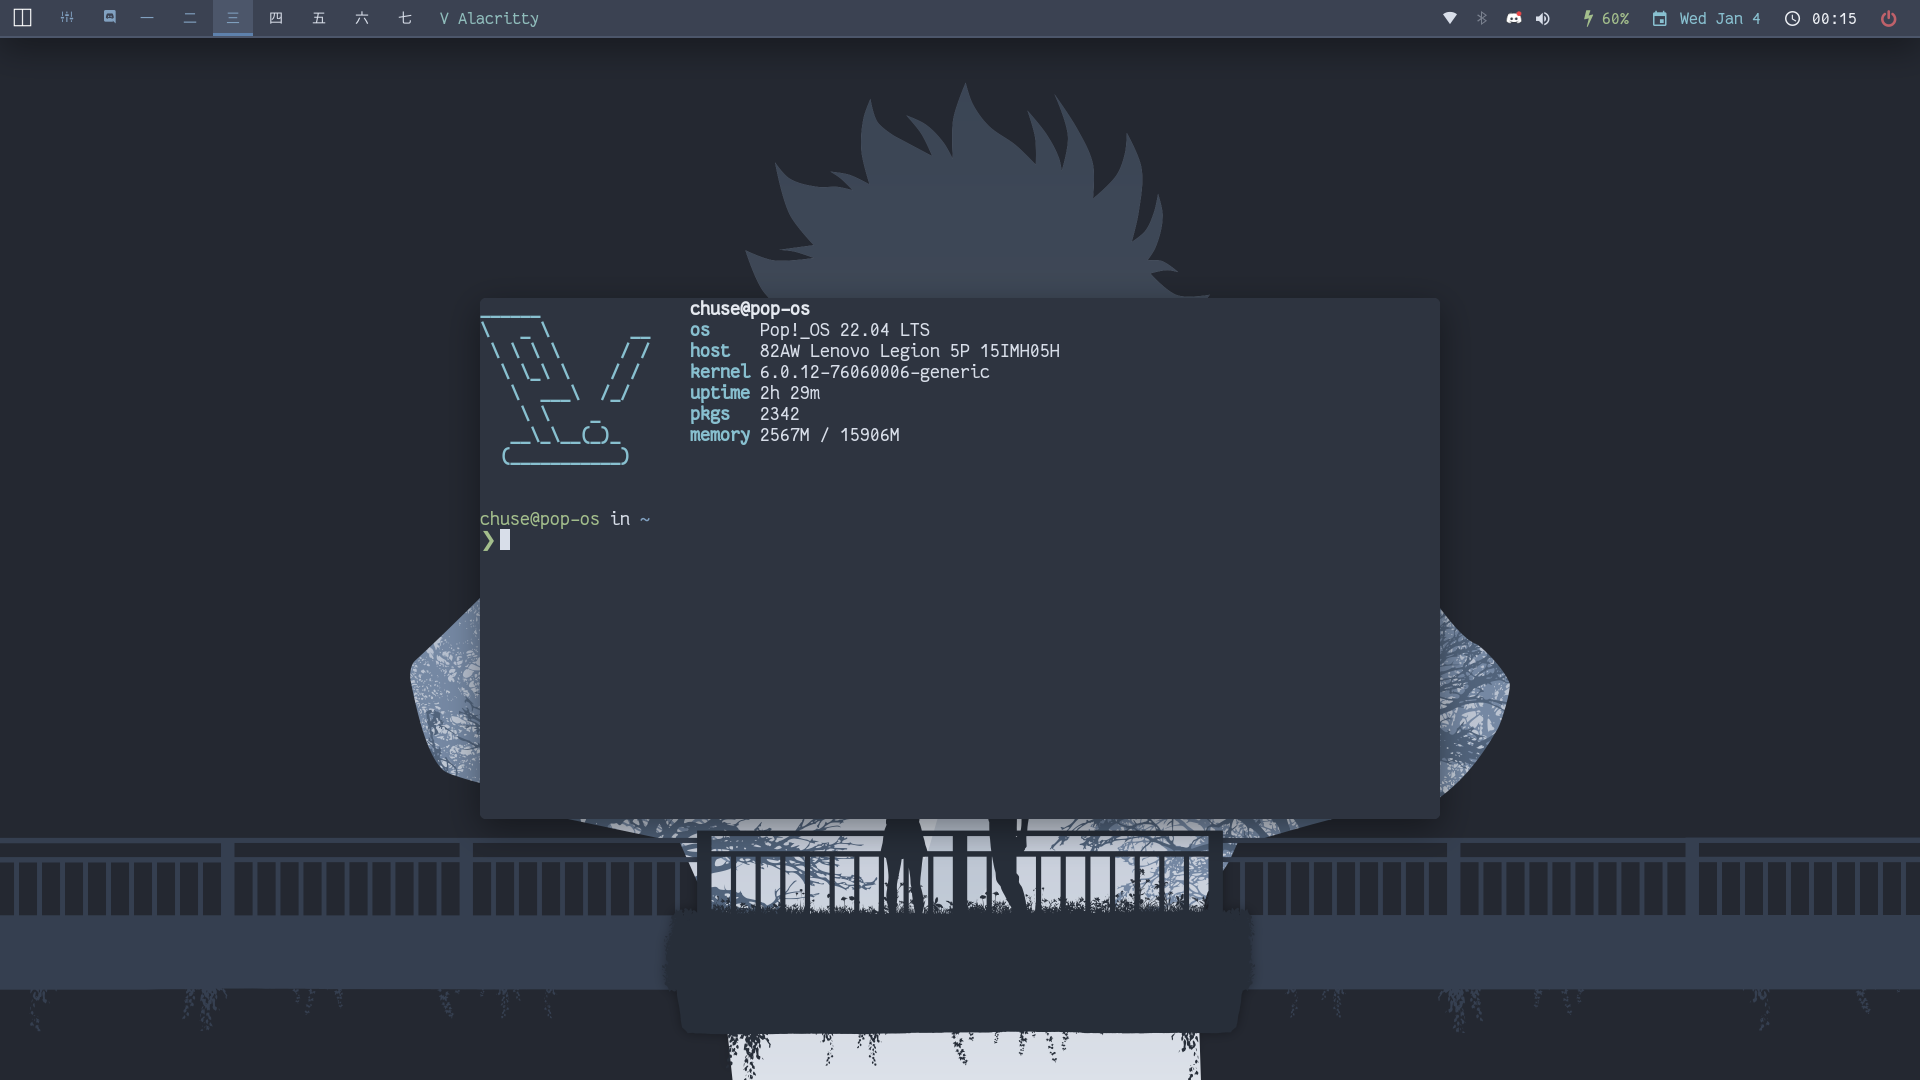 一 二 三 四 五 六 七 V Alacritty 60% Wed Jan 4 00:15
chuse@pop-os
os Pop!_OS 22.04 LTS
host 82AW Lenovo Legion 5P 15IMH05H
kernel 6.0.12-76060006-generic
uptime 2h 29m
pkgs 2342
memory 2567M / 15906M
chuse@pop-os in ~
❯